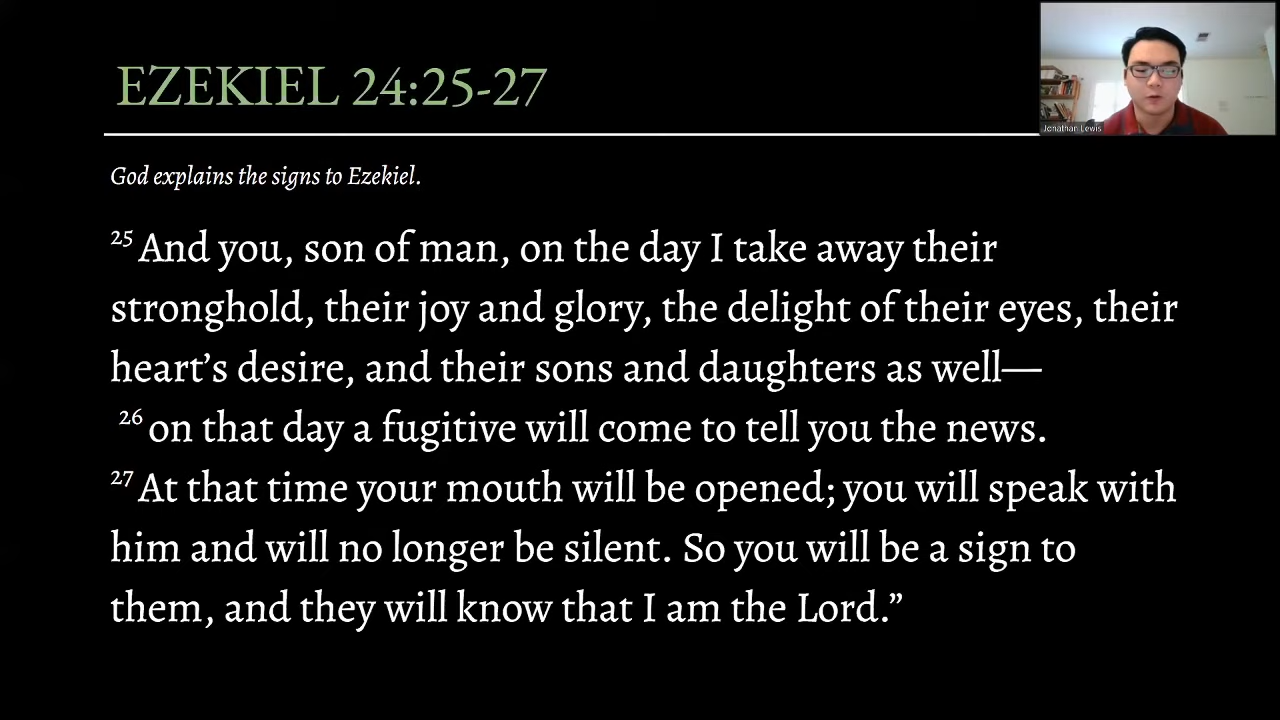 EZEKIEL 24:25-27
Jonathan Lewis
God explains the signs to Ezekiel.
25 And you, son of man, on the day I take away their
stronghold, their joy and glory, the delight of their eyes, their
heart’s desire, and their sons and daughters as well—
26 on that day a fugitive will come to tell you the news.
27 At that time your mouth will be opened; you will speak with
him and will no longer be silent. So you will be a sign to
them, and they will know that I am the Lord.”